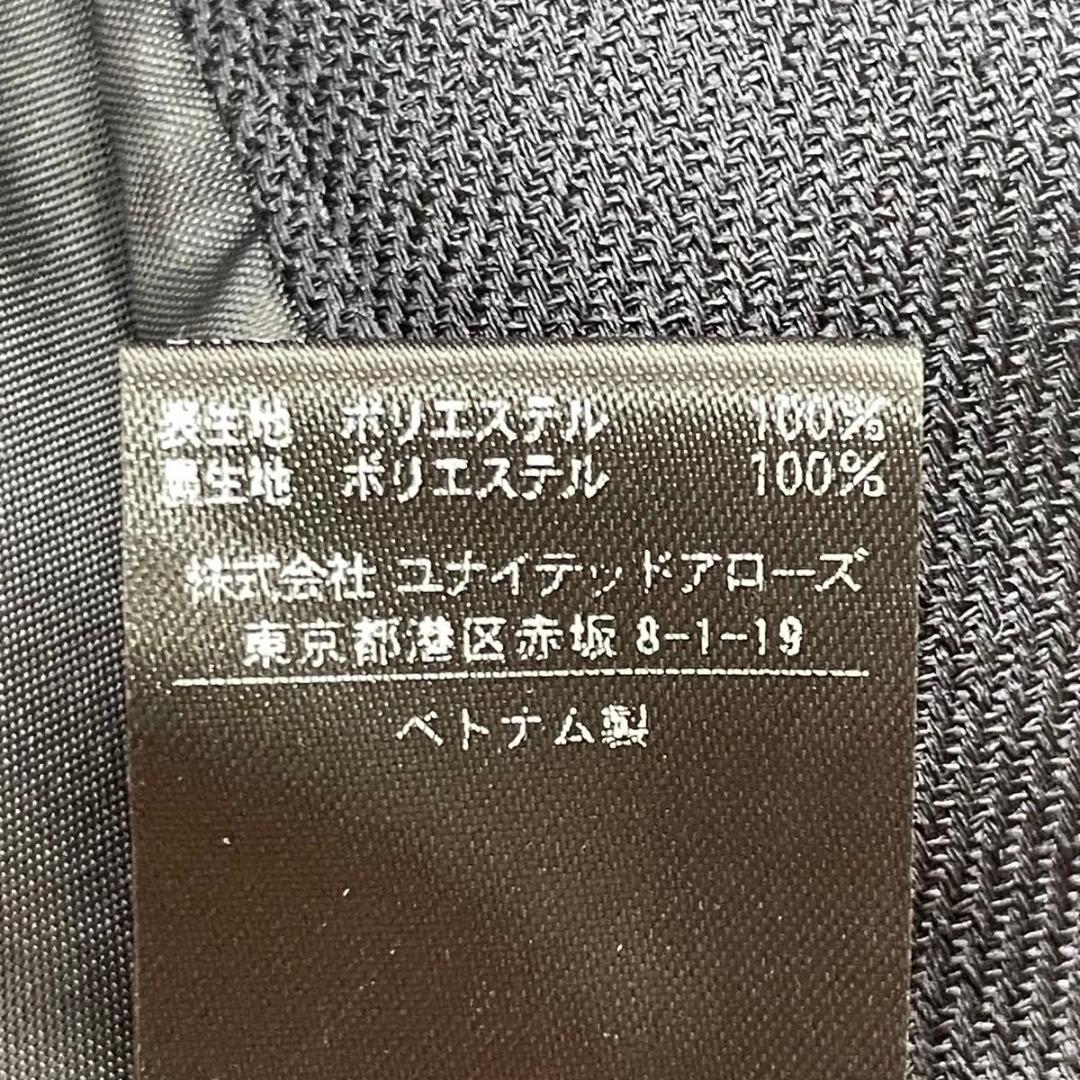 表生地 ポリエステル 100%
裏生地 ポリエステル 100%
株式会社 ユナイテッドアローズ
東京都港区赤坂 8-1-19
ベトナム製